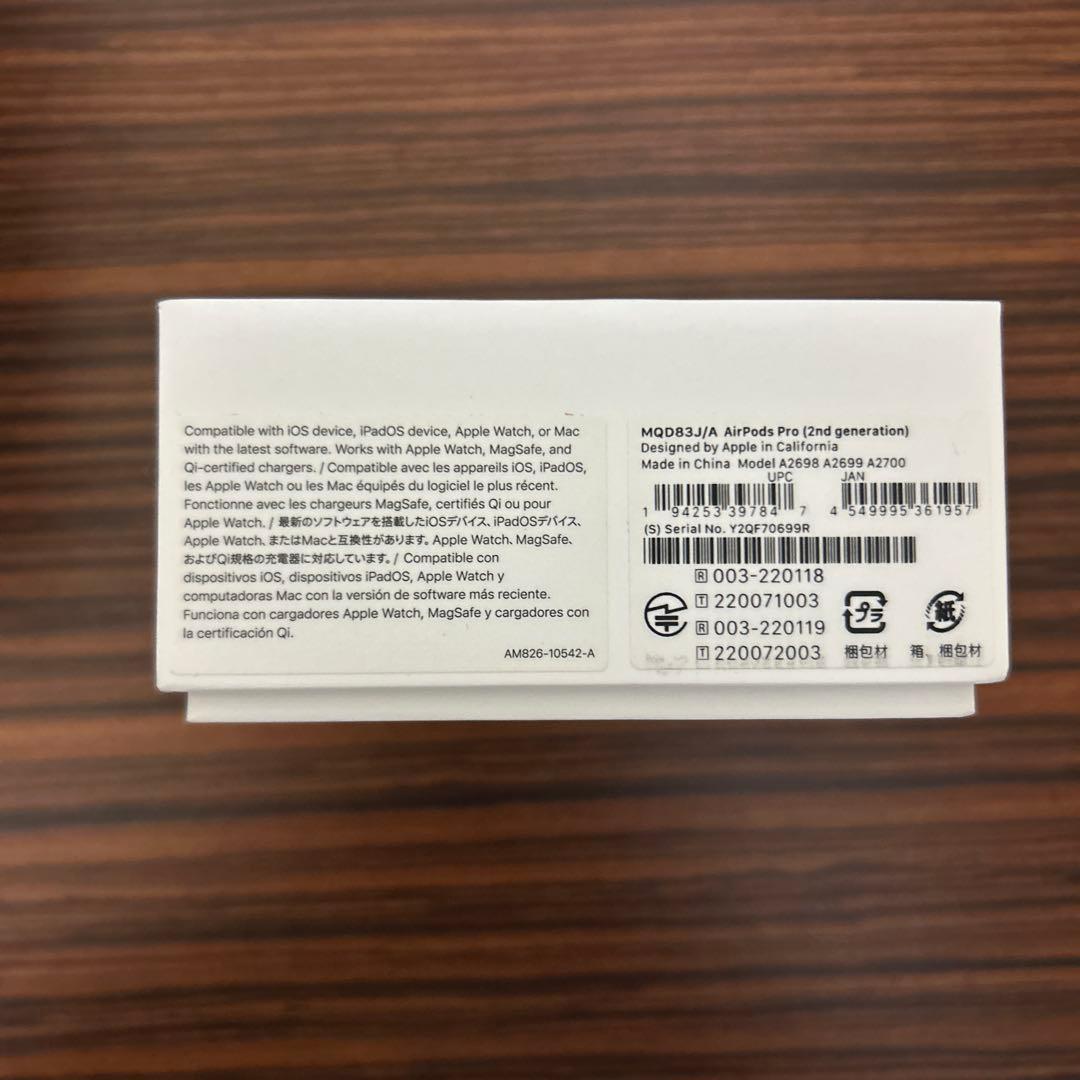 Compatible with iOS device, iPadOS device, Apple Watch, or Mac
with the latest software. Works with Apple Watch, MagSafe, and
Qi-certified chargers. / Compatible avec les appareils iOS, iPadOS,
les Apple Watch ou les Mac équipés du logiciel le plus récent.
Fonctionne avec les chargeurs MagSafe, certifiés Qi ou pour
Apple Watch. / 最新のソフトウェアを搭載したiOSデバイス、iPadOSデバイス、
Apple Watch、またはMacと互換性があります。Apple Watch、MagSafe、
およびQi規格の充電器に対応しています。/ Compatible con
dispositivos iOS, dispositivos iPadOS, Apple Watch y
computadoras Mac con la versión de software más reciente.
Funciona con cargadores Apple Watch, MagSafe y cargadores con
la certificación Qi.
AM826-10542-A
MQD83J/A AirPods Pro (2nd generation)
Designed by Apple in California
Made in China Model A2698 A2699 A2700
UPC JAN
1 94253 39784 7 4 549995 361957
(S) Serial No. Y2QF70699R
R 003-220118
T 220071003
R 003-220119
T 220072003
プラ 紙
梱包材 箱、梱包材